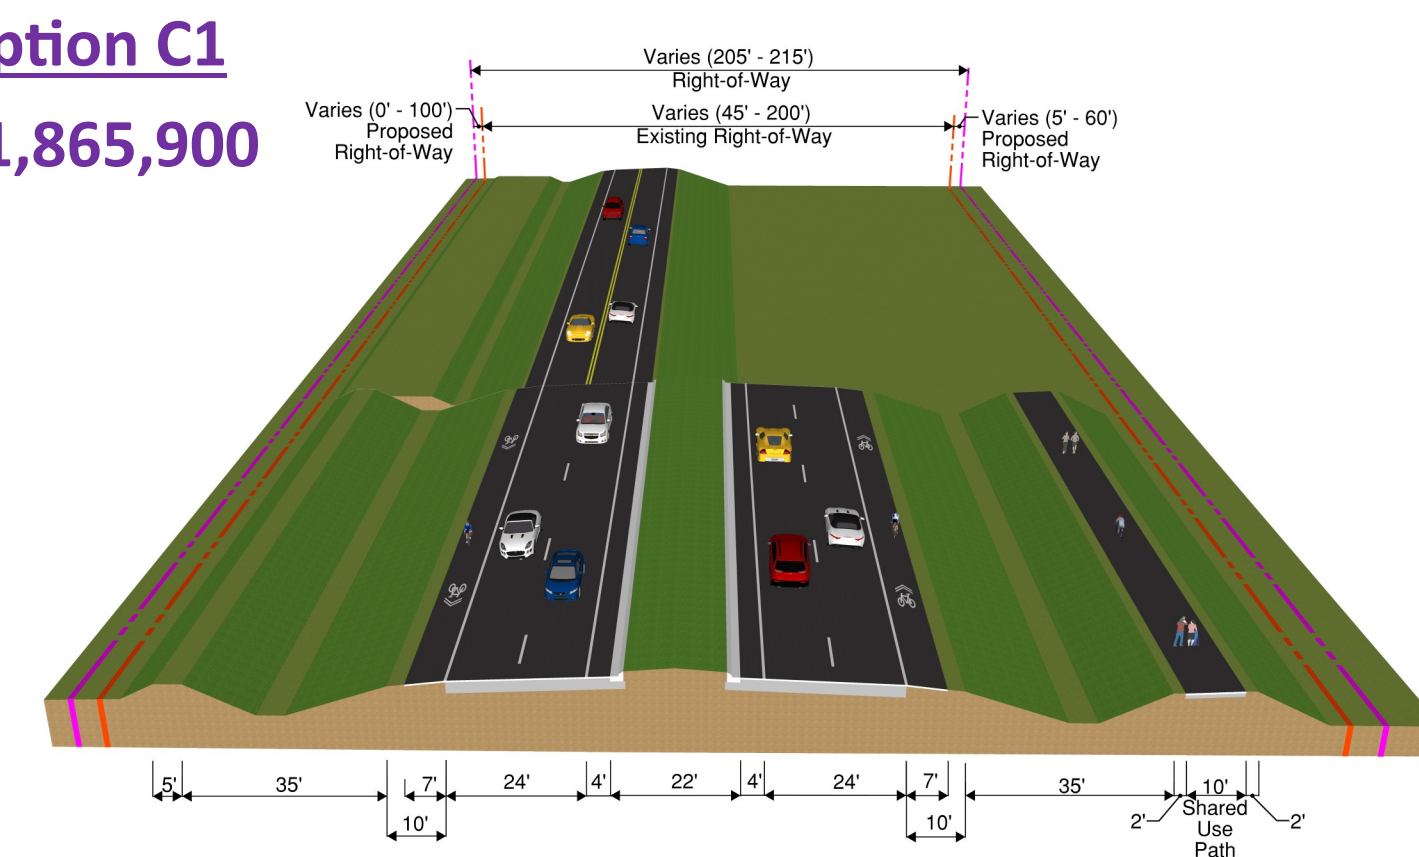 ption C1
1,865,900
Varies (205' - 215')
Right-of-Way
Varies (0' - 100')
Proposed
Right-of-Way
Varies (45' - 200')
Existing Right-of-Way
Varies (5' - 60')
Proposed
Right-of-Way
5' 35' 7' 24' 4' 22' 4' 24' 7' 35' 10'
10' 10' 2' Shared 2'
Use
Path